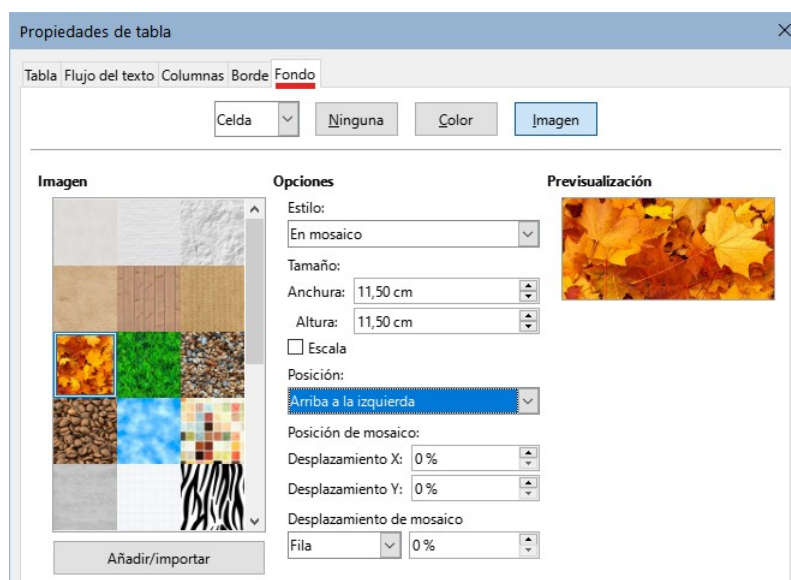 Propiedades de tabla
Tabla Flujo del texto Columnas Borde Fondo
Celda Ninguna Color Imagen
Imagen Opciones Previsualización
Estilo:
En mosaico
Tamaño:
Anchura: 11,50 cm
Altura: 11,50 cm
Escala
Posición:
Arriba a la izquierda
Posición de mosaico:
Desplazamiento X: 0 %
Desplazamiento Y: 0 %
Desplazamiento de mosaico
Fila 0 %
Añadir/importar